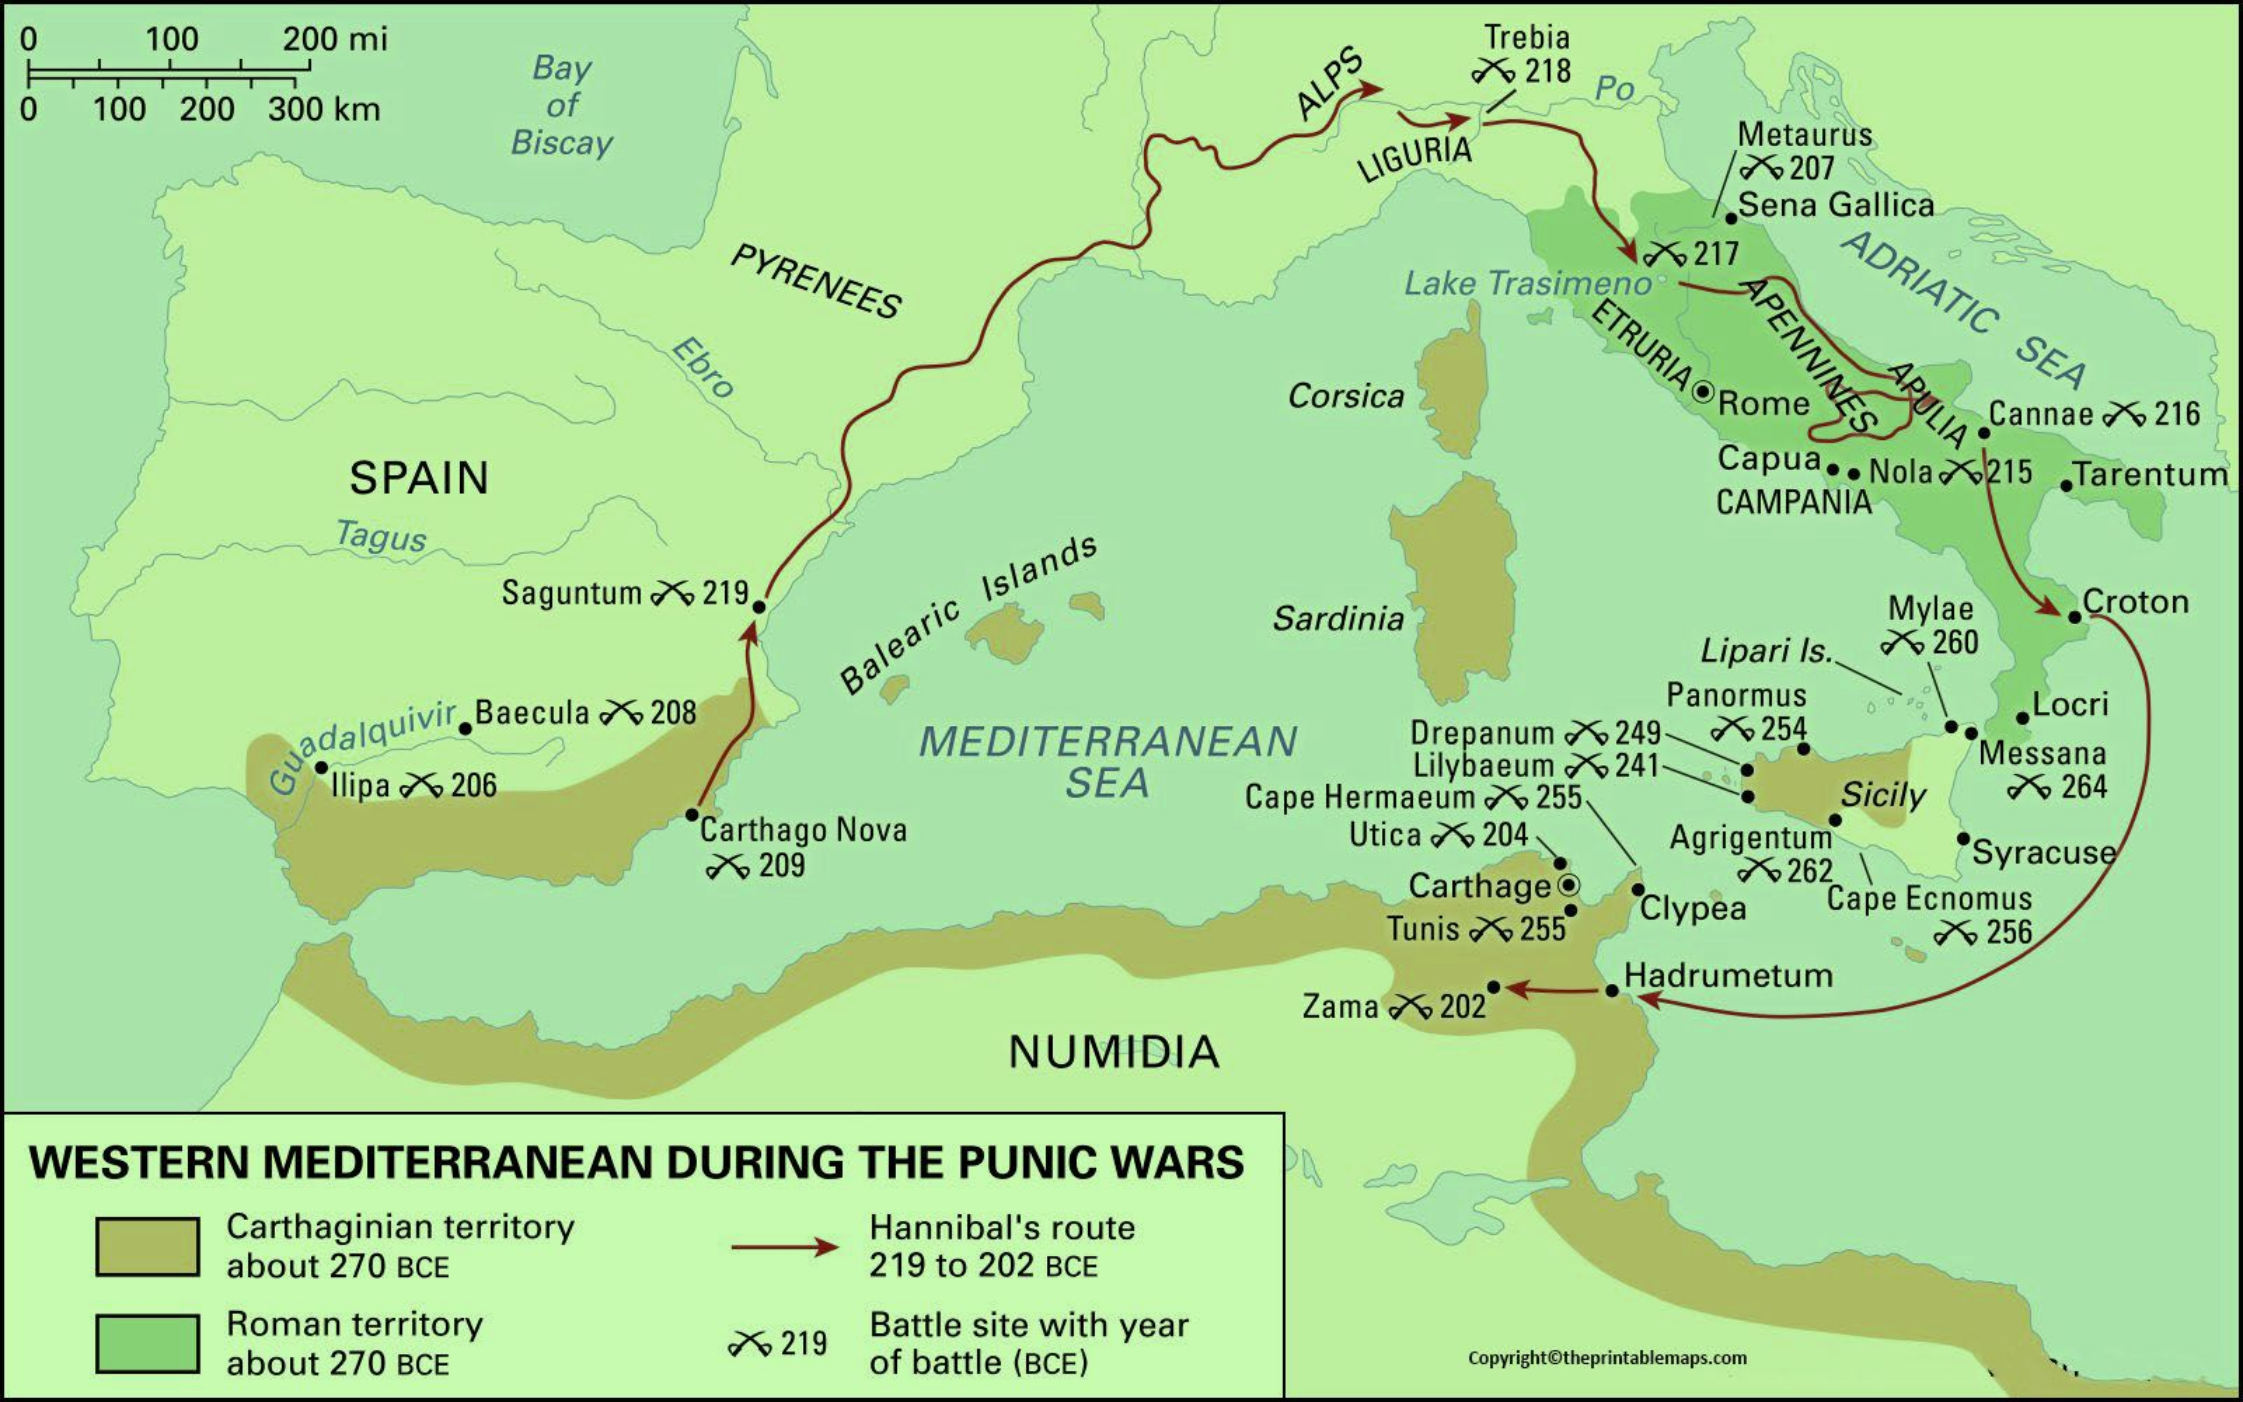 0 100 200 mi
0 100 200 300 km
Bay
of
Biscay
ALPS
Trebia
218
Po
LIGURIA
Metaurus
207
Sena Gallica
217
Lake Trasimeno
ADRIATIC SEA
PYRENEES
Ebro
ETRURIA
APENNINES
APULIA
Corsica
Rome
Cannae 216
Capua
Nola 215
CAMPANIA
Tarentum
SPAIN
Tagus
Saguntum 219
Balearic Islands
Sardinia
Croton
Mylae
260
Lipari Is.
Panormus
254
Locri
Drepanum 249
Lilybaeum 241
Messana
264
Baecula 208
Guadalquivir
Ilipa 206
MEDITERRANEAN
SEA
Cape Hermaeum 255
Sicily
Utica 204
Agrigentum
262
Syracuse
Carthago Nova
209
Carthage
Clypea
Cape Ecnomus
256
Tunis 255
Hadrumetum
Zama 202
NUMIDIA
WESTERN MEDITERRANEAN DURING THE PUNIC WARS
Carthaginian territory
about 270 BCE
Hannibal's route
219 to 202 BCE
Roman territory
about 270 BCE
219
Battle site with year
of battle (BCE)
Copyright©theprintablemaps.com